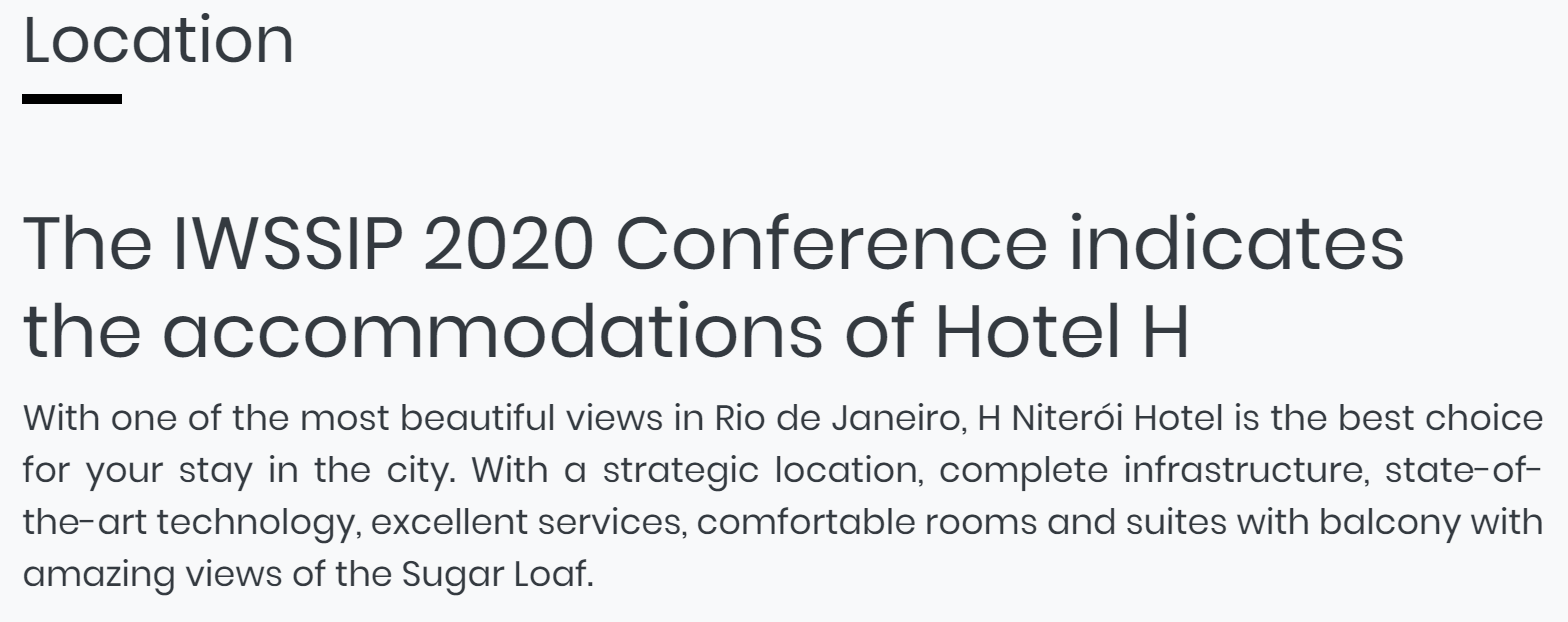 Location
The IWSSIP 2020 Conference indicates
the accommodations of Hotel H
With one of the most beautiful views in Rio de Janeiro, H Niterói Hotel is the best choice
for your stay in the city. With a strategic location, complete infrastructure, state-of-
the-art technology, excellent services, comfortable rooms and suites with balcony with
amazing views of the Sugar Loaf.